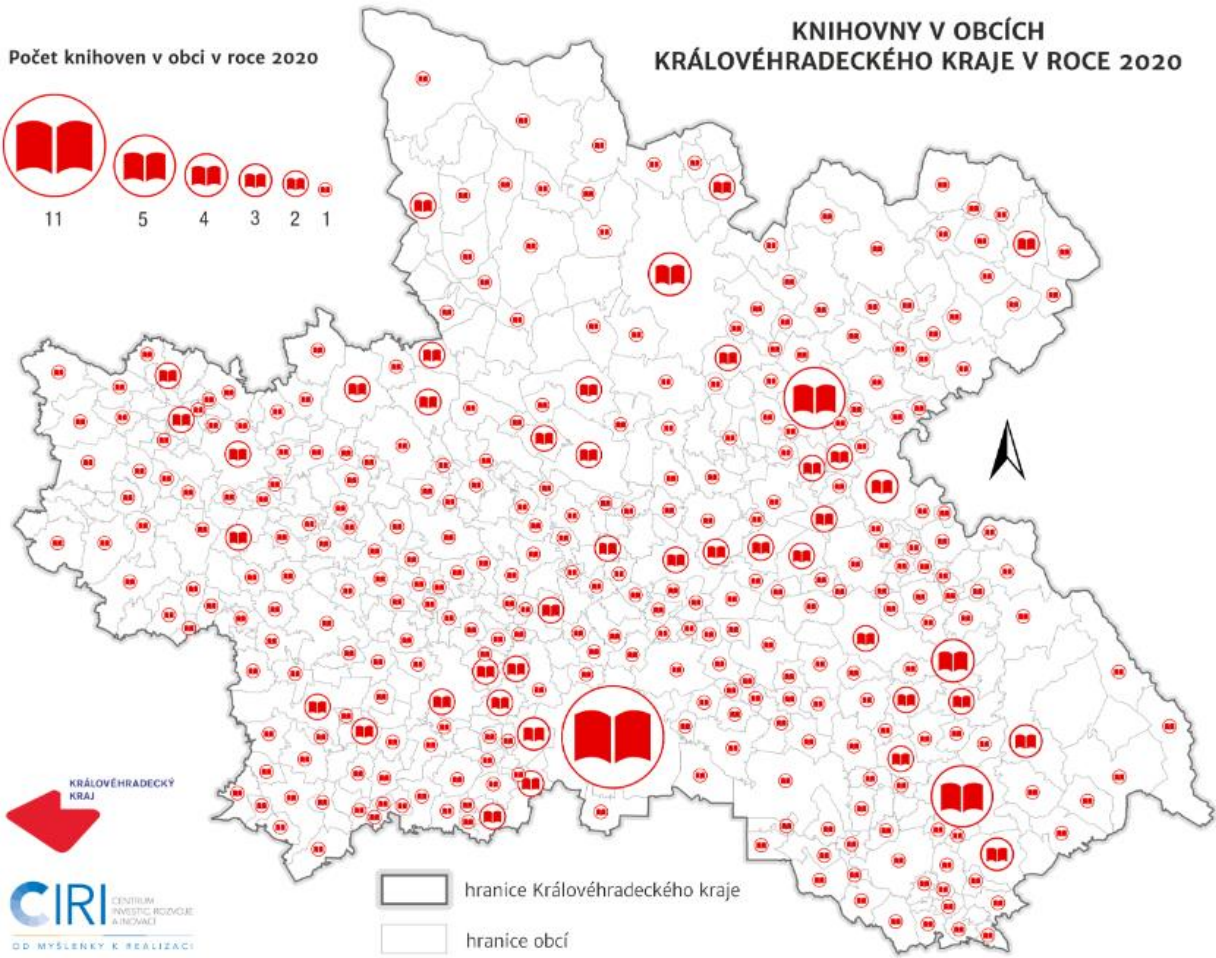 KNIHOVNY V OBCÍCH
KRÁLOVÉHRADECKÉHO KRAJE V ROCE 2020
Počet knihoven v obci v roce 2020
11 5 4 3 2 1
KRÁLOVÉHRADECKÝ
KRAJ
CIRI
CENTRUM
INVESTIC, ROZVOJE
A INOVACÍ
OD MYŠLENKY K REALIZACI
hranice Královéhradeckého kraje
hranice obcí